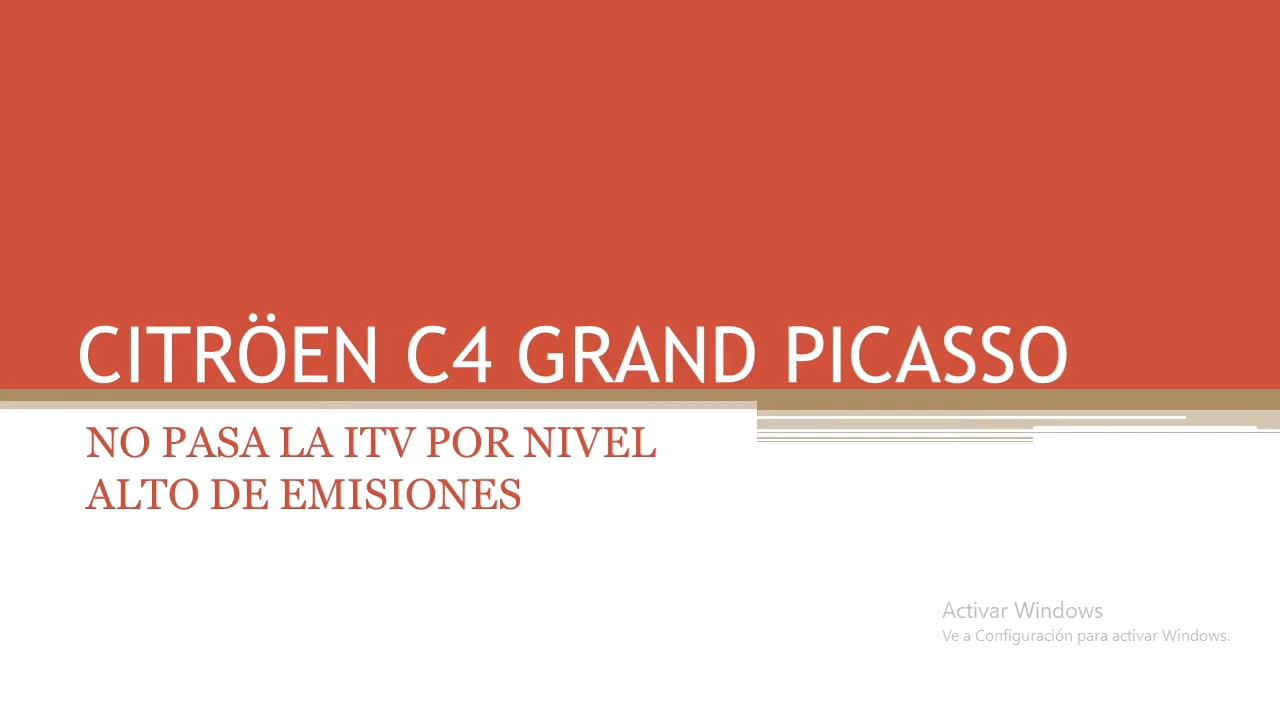 CITRÖEN C4 GRAND PICASSO
NO PASA LA ITV POR NIVEL
ALTO DE EMISIONES
Activar Windows
Ve a Configuración para activar Windows.